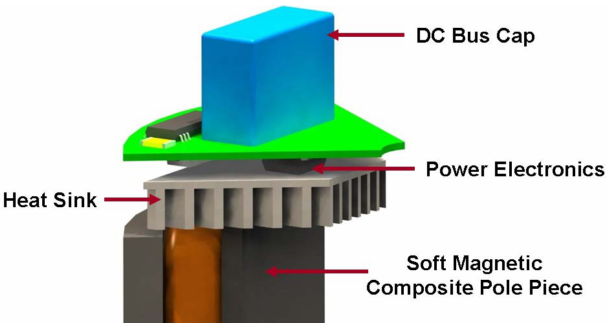 DC Bus Cap
Power Electronics
Heat Sink
Soft Magnetic
Composite Pole Piece